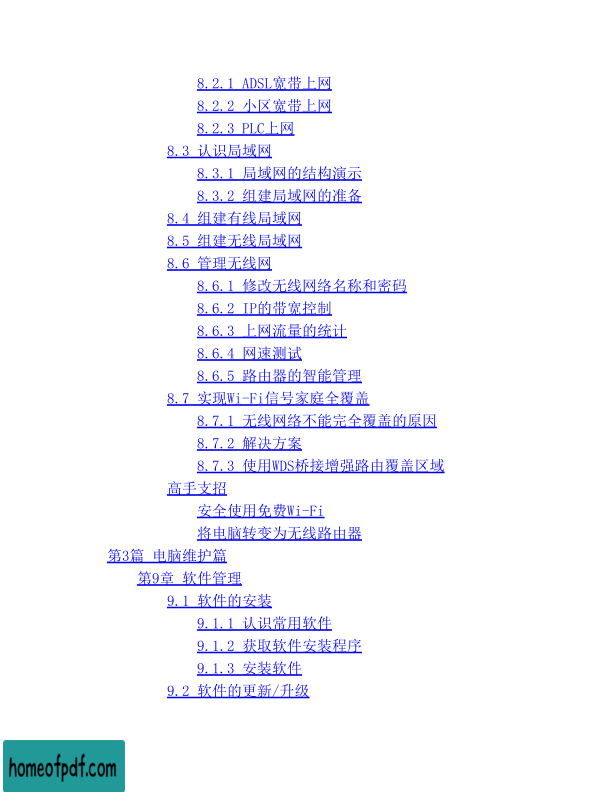 8.2.1 ADSL宽带上网
8.2.2 小区宽带上网
8.2.3 PLC上网
8.3 认识局域网
8.3.1 局域网的结构演示
8.3.2 组建局域网的准备
8.4 组建有线局域网
8.5 组建无线局域网
8.6 管理无线网
8.6.1 修改无线网络名称和密码
8.6.2 IP的带宽控制
8.6.3 上网流量的统计
8.6.4 网速测试
8.6.5 路由器的智能管理
8.7 实现Wi-Fi信号家庭全覆盖
8.7.1 无线网络不能完全覆盖的原因
8.7.2 解决方案
8.7.3 使用WDS桥接增强路由覆盖区域
高手支招
安全使用免费Wi-Fi
将电脑转变为无线路由器
第3篇 电脑维护篇
第9章 软件管理
9.1 软件的安装
9.1.1 认识常用软件
9.1.2 获取软件安装程序
9.1.3 安装软件
9.2 软件的更新/升级
homeofpdf.com